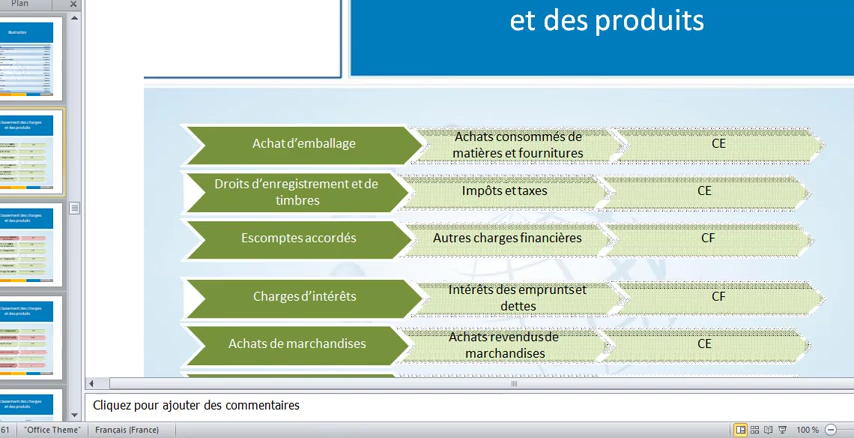 Plan
et des produits
Achat d'emballage
Achats consommés de
matières et fournitures
CE
Droits d'enregistrement et de
timbres
Impôts et taxes
CE
Escomptes accordés
Autres charges financières
CF
Charges d'intérêts
Intérêts des emprunts et
dettes
CF
Achats de marchandises
Achats revendus de
marchandises
CE
Cliquez pour ajouter des commentaires
61
"Office Theme"
Français (France)
100 %